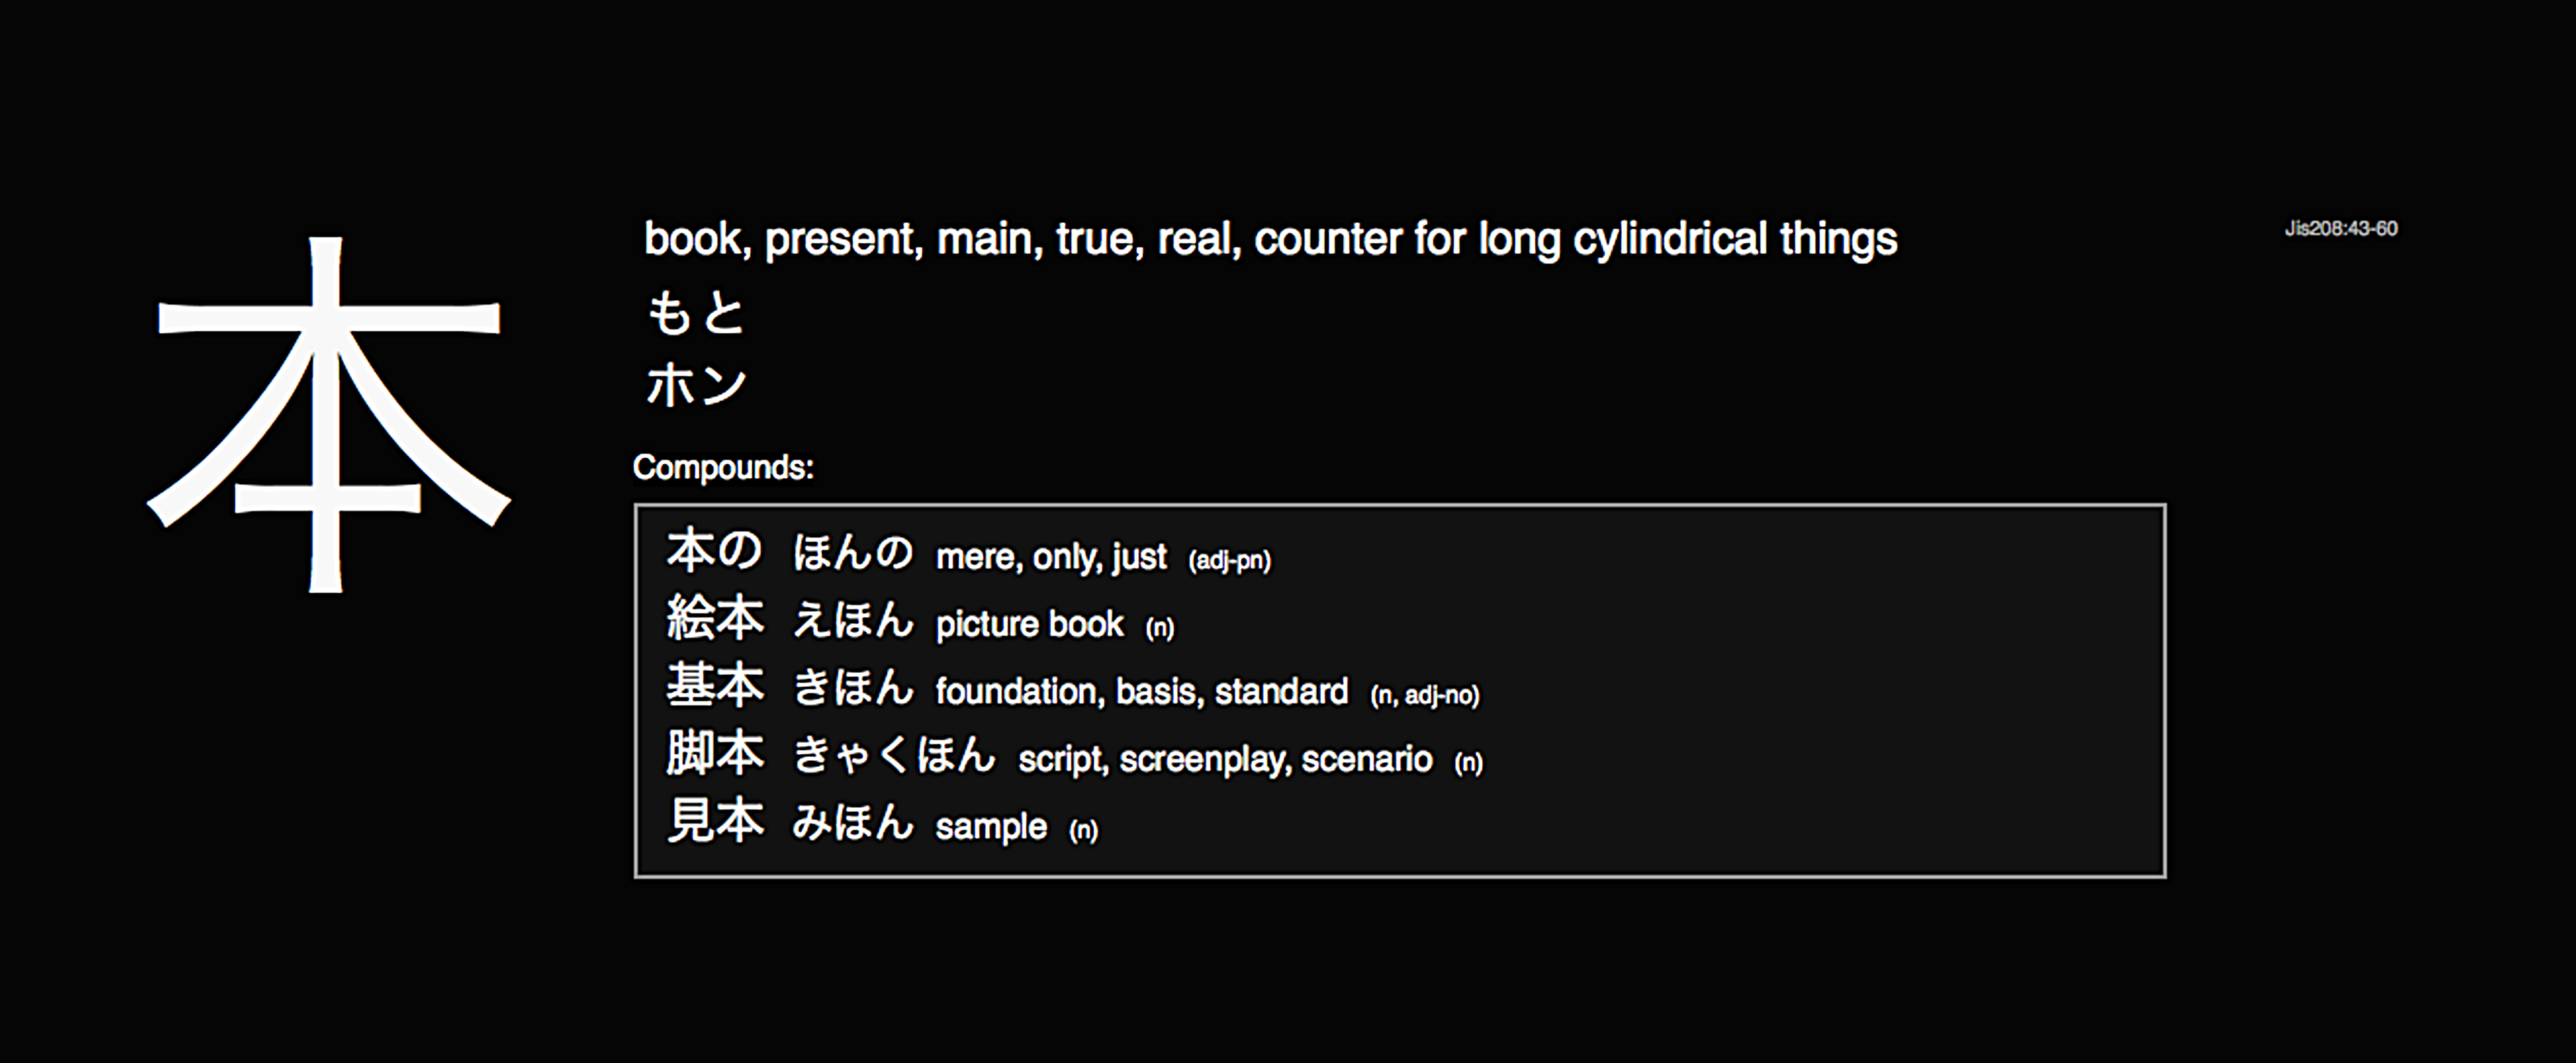 本
book, present, main, true, real, counter for long cylindrical things
Jis208:43-60
もと
ホン
Compounds:
本の ほんの mere, only, just (adj-pn)
絵本 えほん picture book (n)
基本 きほん foundation, basis, standard (n, adj-no)
脚本 きゃくほん script, screenplay, scenario (n)
見本 みほん sample (n)